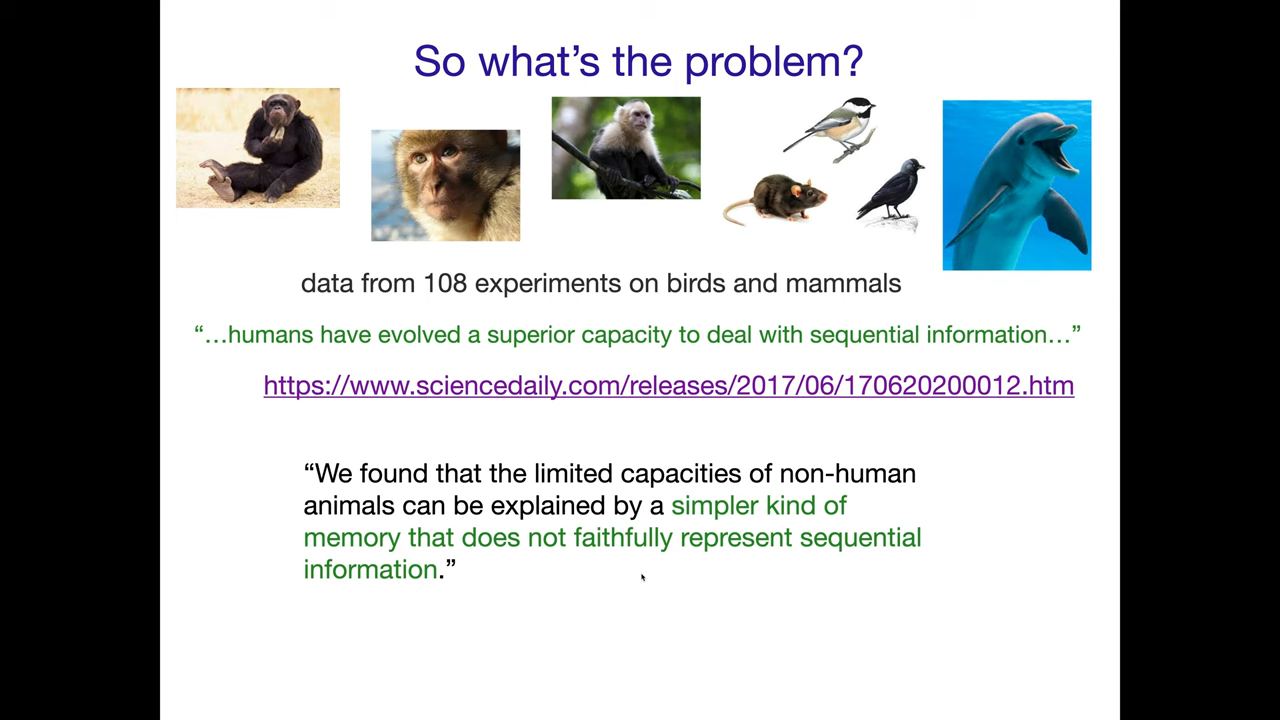 So what’s the problem?
data from 108 experiments on birds and mammals
“…humans have evolved a superior capacity to deal with sequential information…”
https://www.sciencedaily.com/releases/2017/06/170620200012.htm
“We found that the limited capacities of non-human
animals can be explained by a simpler kind of
memory that does not faithfully represent sequential
information.”